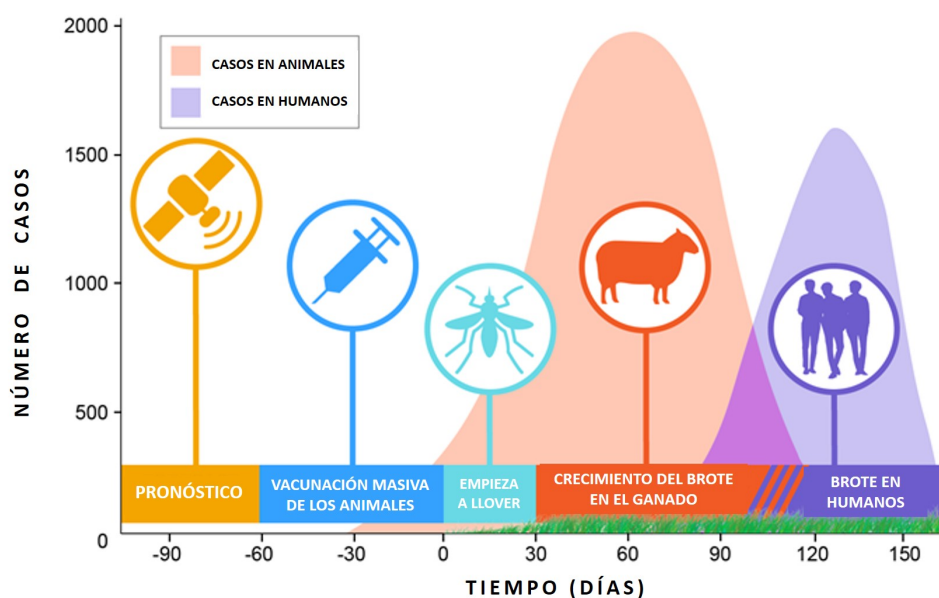 2000
CASOS EN ANIMALES
CASOS EN HUMANOS
1500
1000
500
0
NÚMERO DE CASOS
PRONÓSTICO
VACUNACIÓN MASIVA
DE LOS ANIMALES
EMPIEZA
A LLOVER
CRECIMIENTO DEL BROTE
EN EL GANADO
BROTE EN
HUMANOS
-90 -60 -30 0 30 60 90 120 150
TIEMPO (DÍAS)